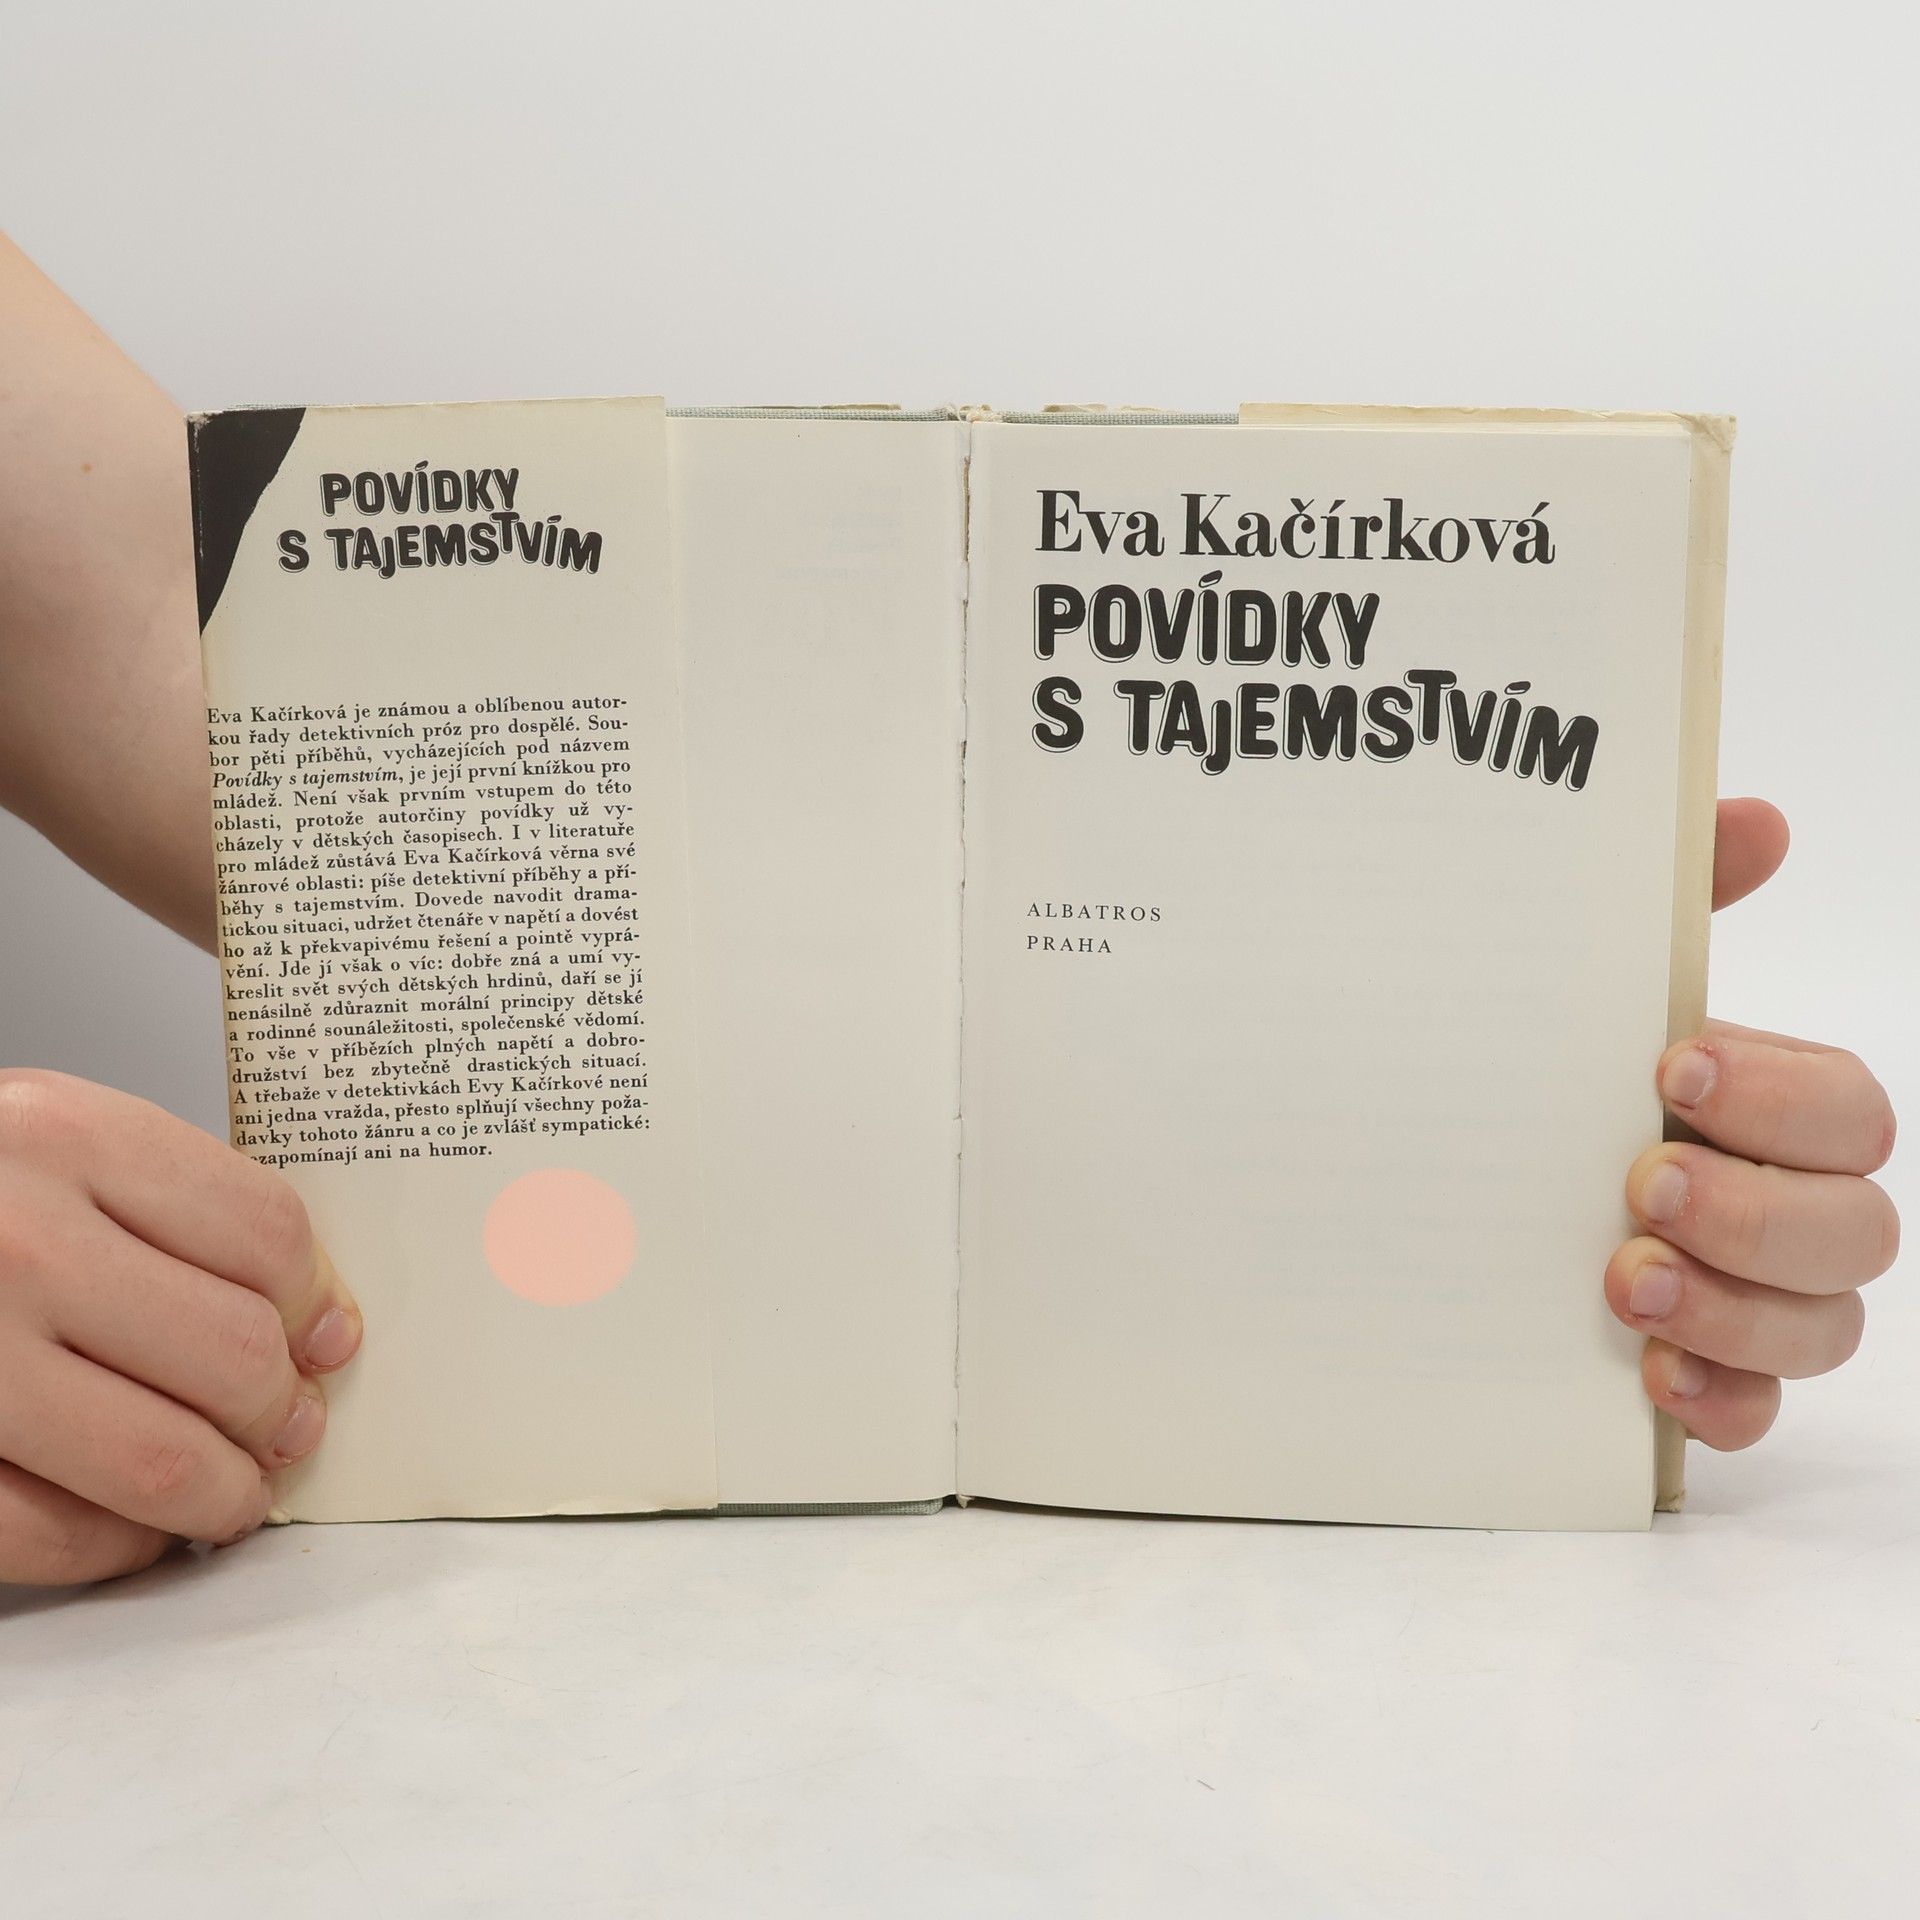 POVÍDKY
S TAJEMSTVÍM
Eva Kačírková je známou a oblíbenou autor-
kou řady detektivních próz pro dospělé. Sou-
bor pěti příběhů, vycházejících pod názvem
Povídky s tajemstvím, je její první knížkou pro
mládež. Není však prvním vstupem do této
oblasti, protože autorčiny povídky už vy-
cházely v dětských časopisech. I v literatuře
pro mládež zůstává Eva Kačírková věrna své
žánrové oblasti: píše detektivní příběhy a pří-
běhy s tajemstvím. Dovede navodit drama-
tickou situaci, udržet čtenáře v napětí a dovést
ho až k překvapivému řešení a pointě vyprá-
vění. Jde jí však o víc: dobře zná a umí vy-
kreslit svět svých dětských hrdinů, daří se jí
nenásilně zdůraznit morální principy dětské
a rodinné sounáležitosti, společenské vědomí.
To vše v příbězích plných napětí a dobro-
družství bez zbytečně drastických situací.
A třebaže v detektivkách Evy Kačírkové není
ani jedna vražda, přesto splňují všechny poža-
davky tohoto žánru a co je zvlášť sympatické:
ani na humor.
Eva Kačírková
POVÍDKY
S TAJEMSTVÍM
ALBATROS
PRAHA